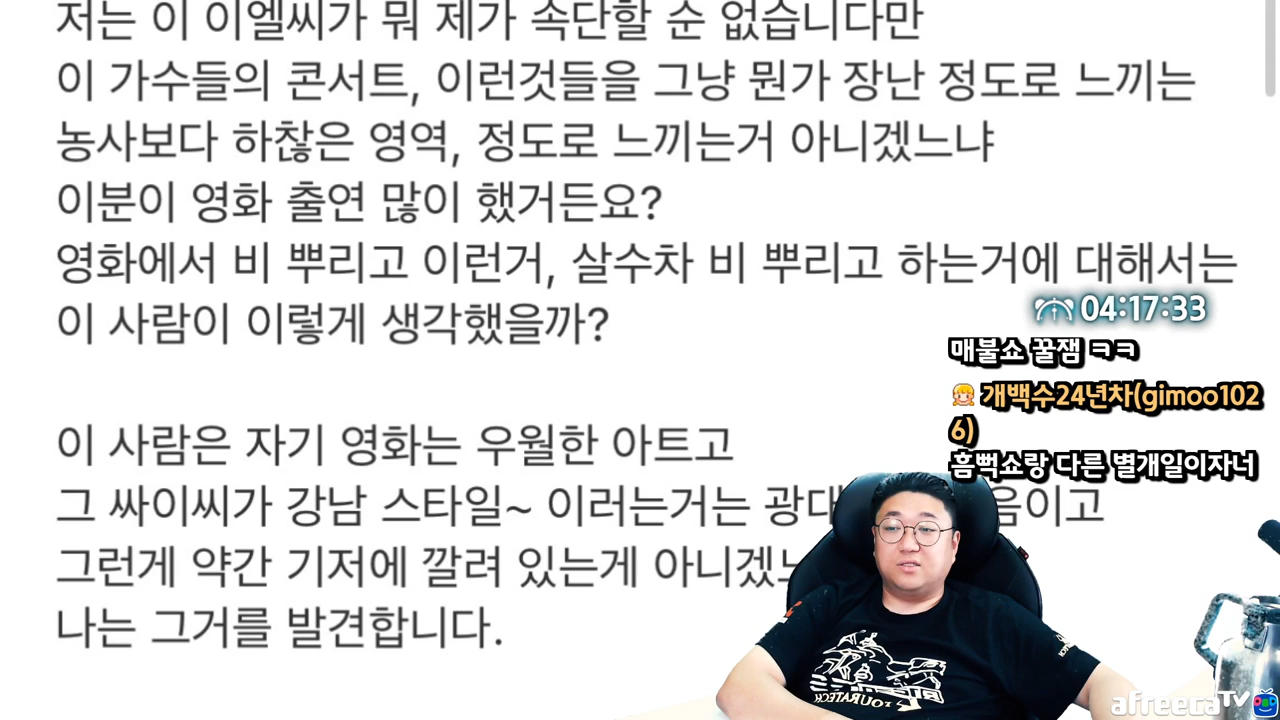 저는 이 이엘씨가 뭐 제가 속단할 순 없습니다만
이 가수들의 콘서트, 이런것들을 그냥 뭔가 장난 정도로 느끼는
농사보다 하찮은 영역, 정도로 느끼는거 아니겠느냐
이분이 영화 출연 많이 했거든요?
영화에서 비 뿌리고 이런거, 살수차 비 뿌리고 하는거에 대해서는
이 사람이 이렇게 생각했을까?
이 사람은 자기 영화는 우월한 아트고
그 싸이씨가 강남 스타일~ 이러는거는 광대 음이고
그런게 약간 기저에 깔려 있는게 아니겠느
나는 그거를 발견합니다.
04:17:33
매불쇼 꿀잼 ㅋㅋ
개백수24년차(gimoo102
6)
흠뻑쇼랑 다른 별개일이자너
TOURATECH
afreecaTV